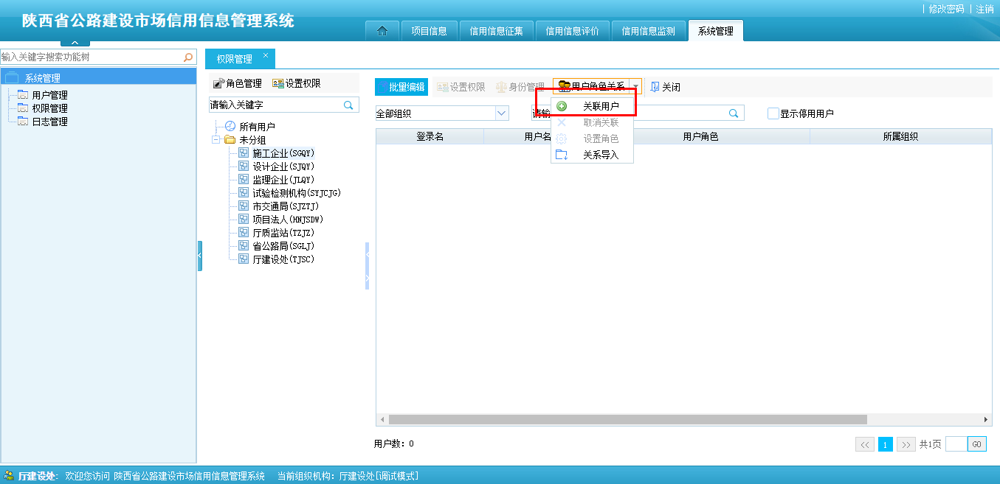 修改密码 | 注销
陕西省公路建设市场信用信息管理系统
项目信息 信用信息征集 信用信息评价 信用信息监测 系统管理
输入关键字搜索功能树
系统管理
用户管理
权限管理
日志管理
权限管理
角色管理 设置权限
请输入关键字
所有用户
未分组
施工企业(SGQY)
设计企业(SJQY)
监理企业(JLQY)
试验检测机构(SYJCJG)
市交通局(SJZTJ)
项目法人(HNJSDW)
厅质监站(TZJZ)
省公路局(SGLJ)
厅建设处(TJSC)
批量编辑 设置权限 身份管理 用户角色关系 关闭
全部组织 请输 显示停用用户
关联用户
取消关联
设置角色
关系导入
登录名 用户名 用户角色 所属组织
用户数: 0
<< 1 >> 共1页 GO
厅建设处: 欢迎您访问 陕西省公路建设市场信用信息管理系统 当前组织机构: 厅建设处[调试模式]